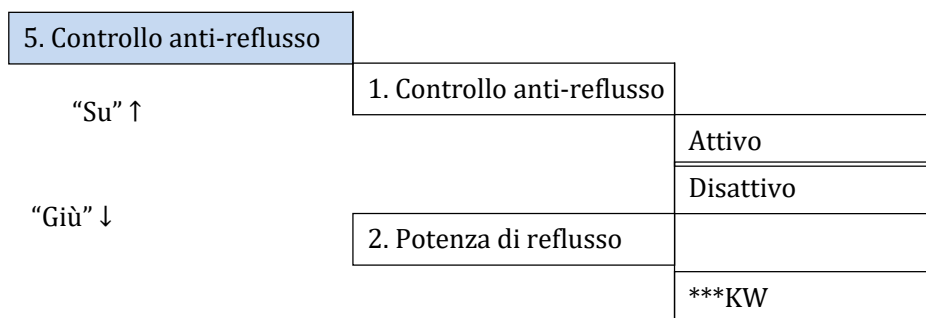 5. Controllo anti-reflusso
1. Controllo anti-reflusso
“Su” ↑
Attivo
Disattivo
“Giù” ↓
2. Potenza di reflusso
***KW